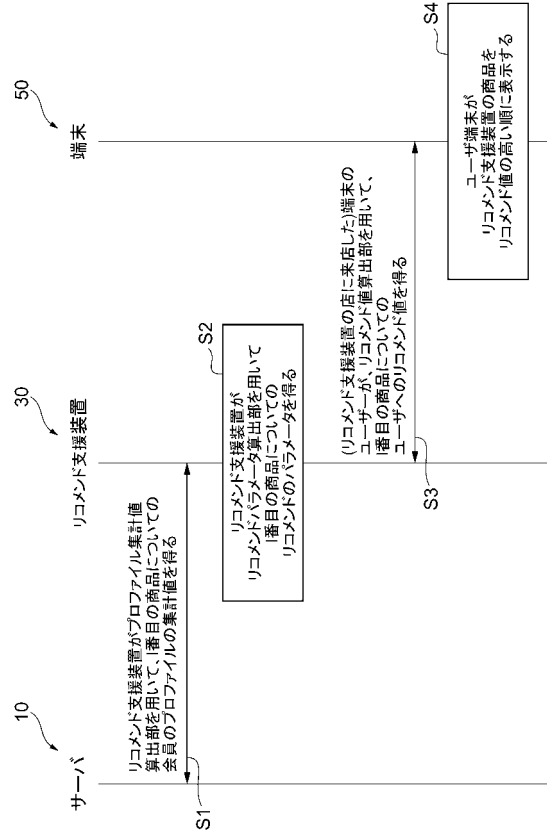 10
サーバ
30
リコメンド支援装置
50
端末
リコメンド支援装置がプロファイル集計値
算出部を用いて、l番目の商品についての
会員のプロファイルの集計値を得る
S1
S2
リコメンド支援装置が
リコメンドパラメータ算出部を用いて
l番目の商品についての
リコメンドのパラメータを得る
(リコメンド支援装置の店に来店した)端末の
ユーザーが、リコメンド値算出部を用いて、
l番目の商品についての
ユーザへのリコメンド値を得る
S3
S4
ユーザ端末が
リコメンド支援装置の商品を
リコメンド値の高い順に表示する